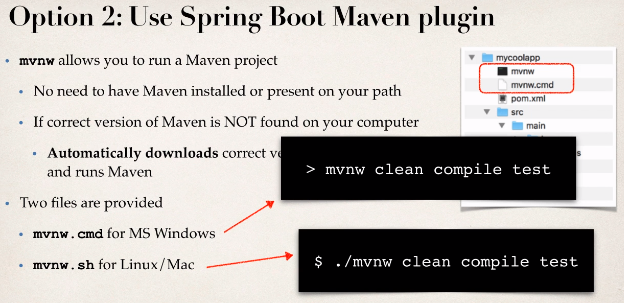 Option 2: Use Spring Boot Maven plugin
mvnw allows you to run a Maven project
No need to have Maven installed or present on your path
If correct version of Maven is NOT found on your computer
Automatically downloads correct
and runs Maven
Two files are provided
mvnw.cmd for MS Windows
mvnw.sh for Linux/Mac
mycoolapp
mvnw
mvnw.cmd
pom.xml
src
main
> mvnw clean compile test
$ ./mvnw clean compile test